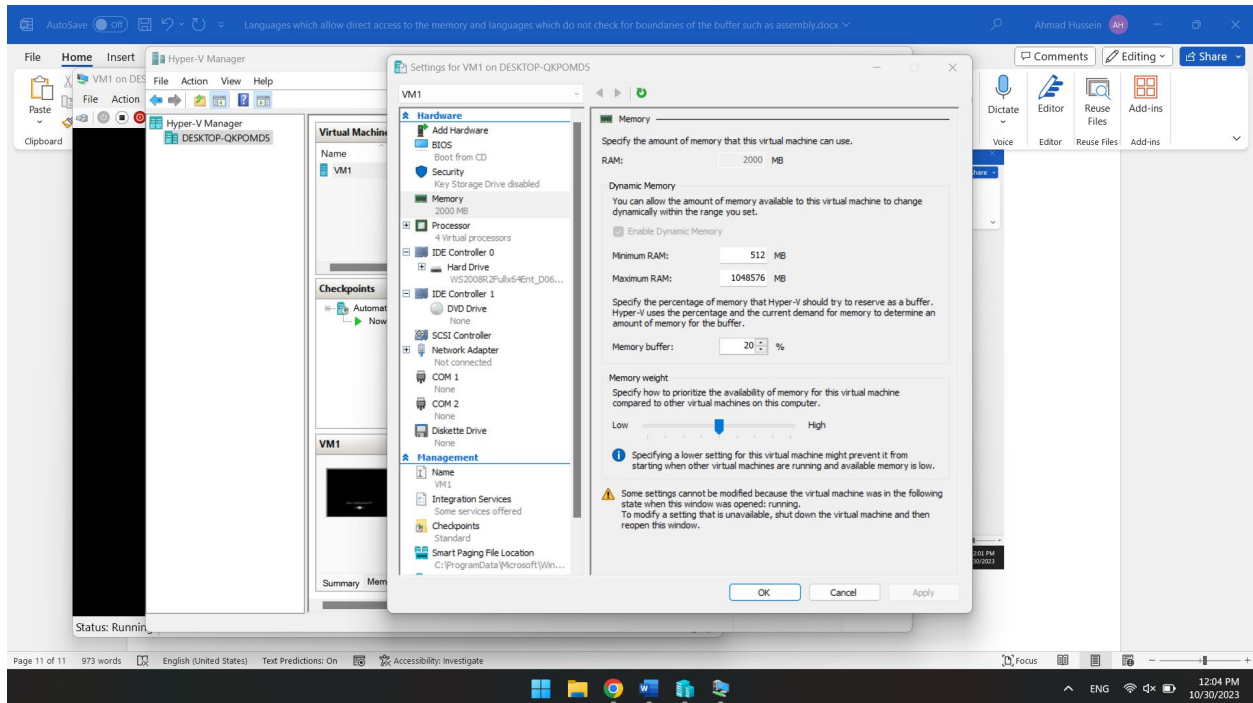 AutoSave Off Languages which allow direct access to the memory and languages which do not check for boundaries of the buffer such as assembly.docx Ahmad Hussein AH
File Home Insert Comments Editing Share
Paste
Clipboard
Dictate Editor Reuse Files Add-ins
Voice Editor Reuse Files Add-ins
VM1 on DES
File Action
Status: Runnin
Hyper-V Manager
File Action View Help
Hyper-V Manager
DESKTOP-QKPOMD5
Virtual Machine
Name
VM1
Checkpoints
Automat
Now
VM1
Summary Mem
Settings for VM1 on DESKTOP-QKPOMD5
VM1
Hardware
Add Hardware
BIOS
Boot from CD
Security
Key Storage Drive disabled
Memory
2000 MB
Processor
4 Virtual processors
IDE Controller 0
Hard Drive
WS2008R2Fullx64Ent_D06...
IDE Controller 1
DVD Drive
None
SCSI Controller
Network Adapter
Not connected
COM 1
None
COM 2
None
Diskette Drive
None
Management
Name
VM1
Integration Services
Some services offered
Checkpoints
Standard
Smart Paging File Location
C:\ProgramData\Microsoft\Win...
Memory
Specify the amount of memory that this virtual machine can use.
RAM: 2000 MB
Dynamic Memory
You can allow the amount of memory available to this virtual machine to change
dynamically within the range you set.
Enable Dynamic Memory
Minimum RAM: 512 MB
Maximum RAM: 1048576 MB
Specify the percentage of memory that Hyper-V should try to reserve as a buffer.
Hyper-V uses the percentage and the current demand for memory to determine an
amount of memory for the buffer.
Memory buffer: 20 %
Memory weight
Specify how to prioritize the availability of memory for this virtual machine
compared to other virtual machines on this computer.
Low High
Specifying a lower setting for this virtual machine might prevent it from
starting when other virtual machines are running and available memory is low.
Some settings cannot be modified because the virtual machine was in the following
state when this window was opened: running.
To modify a setting that is unavailable, shut down the virtual machine and then
reopen this window.
OK Cancel Apply
hare
2:01 PM
30/2023
Page 11 of 11 973 words English (United States) Text Predictions: On Accessibility: Investigate Focus
ENG 12:04 PM
10/30/2023